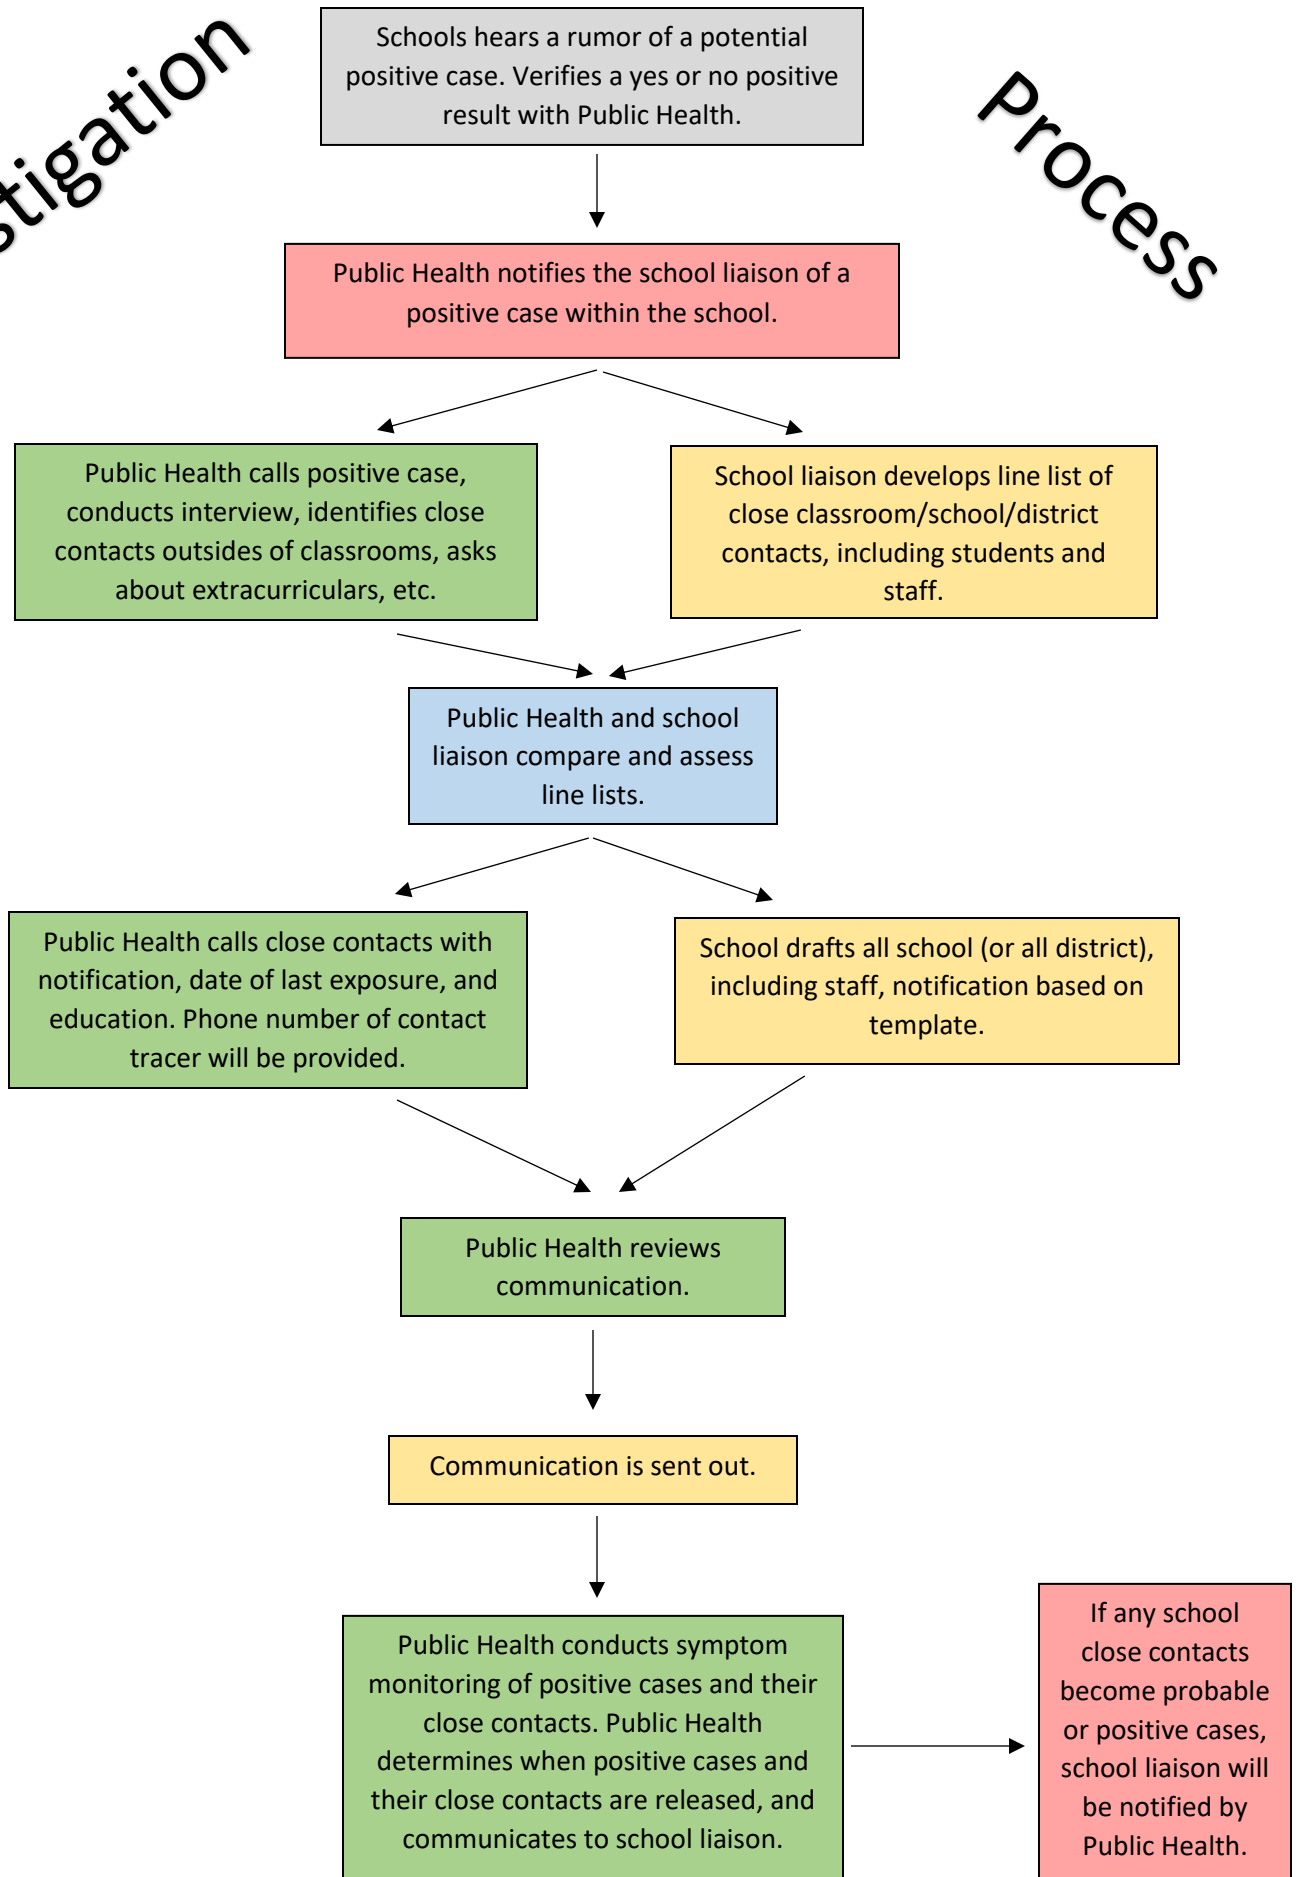 stigation
Process
Schools hears a rumor of a potential
positive case. Verifies a yes or no positive
result with Public Health.
Public Health notifies the school liaison of a
positive case within the school.
Public Health calls positive case,
conducts interview, identifies close
contacts outsides of classrooms, asks
about extracurriculars, etc.
School liaison develops line list of
close classroom/school/district
contacts, including students and
staff.
Public Health and school
liaison compare and assess
line lists.
Public Health calls close contacts with
notification, date of last exposure, and
education. Phone number of contact
tracer will be provided.
School drafts all school (or all district),
including staff, notification based on
template.
Public Health reviews
communication.
Communication is sent out.
Public Health conducts symptom
monitoring of positive cases and their
close contacts. Public Health
determines when positive cases and
their close contacts are released, and
communicates to school liaison.
If any school
close contacts
become probable
or positive cases,
school liaison will
be notified by
Public Health.